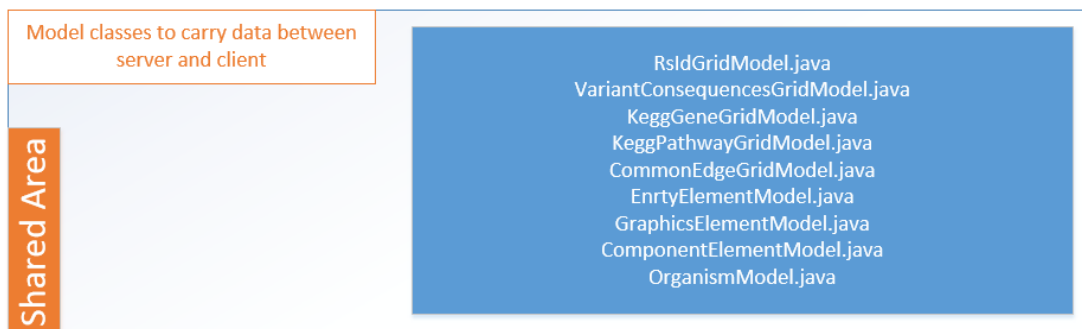 Model classes to carry data between
server and client
RsIdGridModel.java
VariantConsequencesGridModel.java
KeggGeneGridModel.java
KeggPathwayGridModel.java
CommonEdgeGridModel.java
EnrtyElementModel.java
GraphicsElementModel.java
ComponentElementModel.java
OrganismModel.java
Shared Area